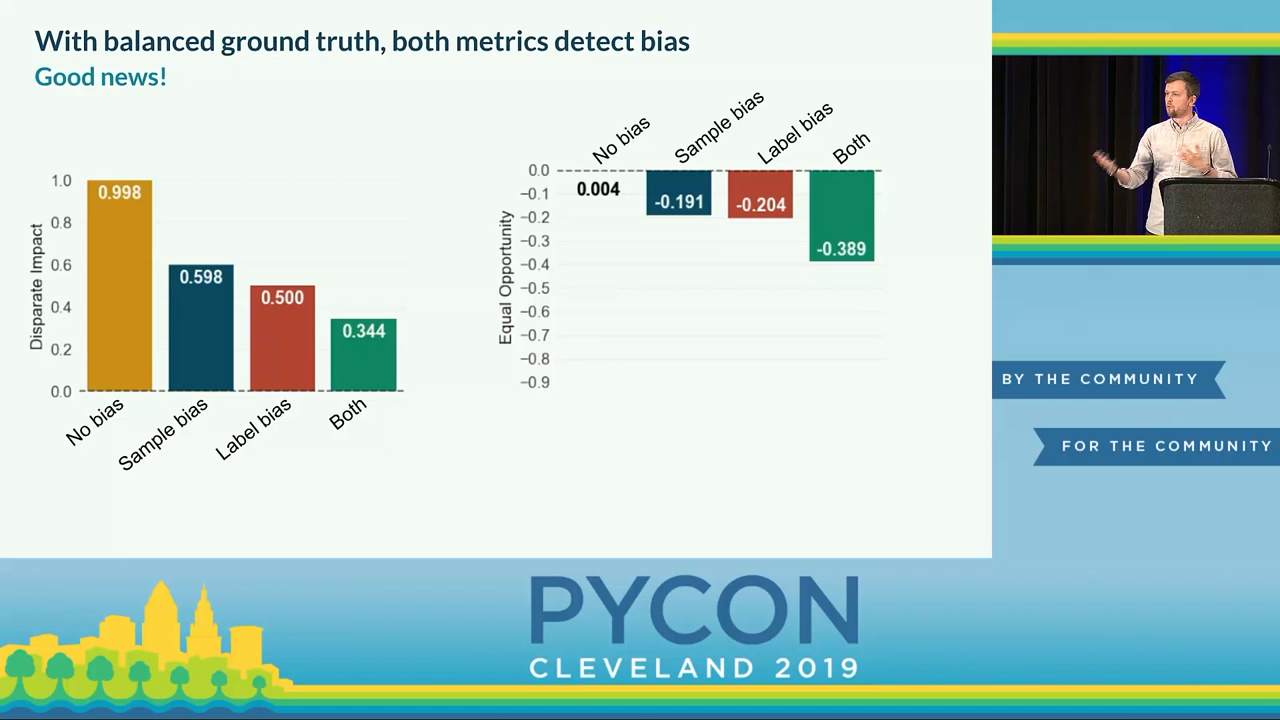 With balanced ground truth, both metrics detect bias
Good news!
Disparate Impact
1.0
0.8
0.6
0.4
0.2
0.0
0.998
0.598
0.500
0.344
No bias
Sample bias
Label bias
Both
Equal Opportunity
No bias
Sample bias
Label bias
Both
0.0
−0.1
−0.2
−0.3
−0.4
−0.5
−0.6
−0.7
−0.8
−0.9
0.004
-0.191
-0.204
-0.389
BY THE COMMUNITY
FOR THE COMMUNITY
PYCON
CLEVELAND 2019